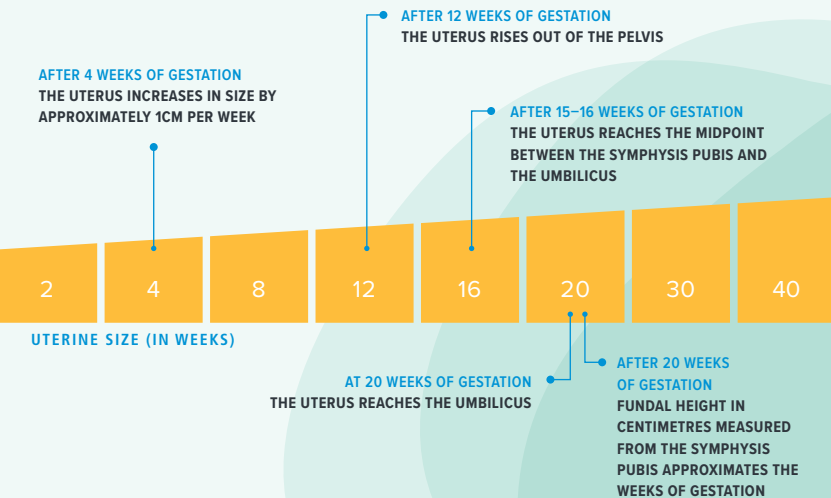 AFTER 12 WEEKS OF GESTATION
THE UTERUS RISES OUT OF THE PELVIS
AFTER 4 WEEKS OF GESTATION
THE UTERUS INCREASES IN SIZE BY
APPROXIMATELY 1CM PER WEEK
AFTER 15–16 WEEKS OF GESTATION
THE UTERUS REACHES THE MIDPOINT
BETWEEN THE SYMPHYSIS PUBIS AND
THE UMBILICUS
2 4 8 12 16 20 30 40
UTERINE SIZE (IN WEEKS)
AT 20 WEEKS OF GESTATION
THE UTERUS REACHES THE UMBILICUS
AFTER 20 WEEKS
OF GESTATION
FUNDAL HEIGHT IN
CENTIMETRES MEASURED
FROM THE SYMPHYSIS
PUBIS APPROXIMATES THE
WEEKS OF GESTATION